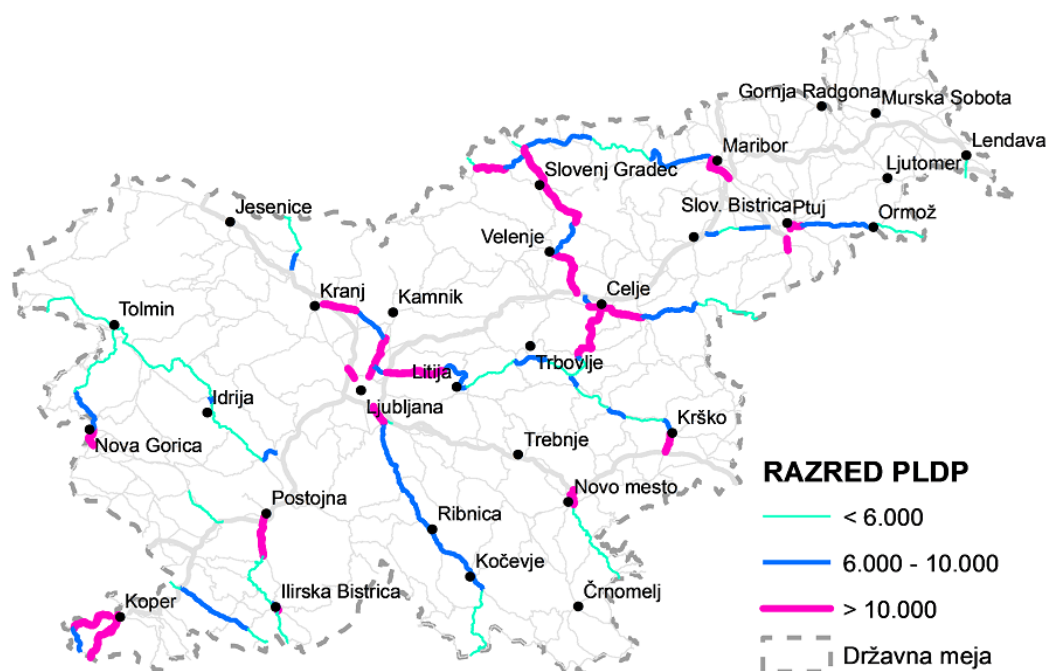 Gornja Radgona
Murska Sobota
Maribor
Lendava
Slovenj Gradec
Ljutomer
Jesenice
Slov. Bistrica
Ptuj
Ormož
Velenje
Kranj
Kamnik
Celje
Tolmin
Trbovlje
Litija
Ljubljana
Idrija
Krško
Nova Gorica
Trebnje
Novo mesto
Postojna
Ribnica
Kočevje
Ilirska Bistrica
Črnomelj
Koper
RAZRED PLDP
< 6.000
6.000 - 10.000
> 10.000
Državna meja